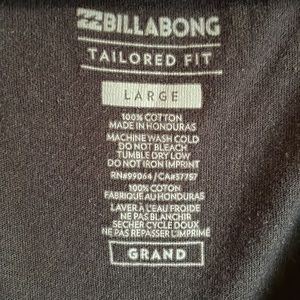 BILLABONG
TAILORED FIT
LARGE
100% COTTON
MADE IN HONDURAS
MACHINE WASH COLD
DO NOT BLEACH
TUMBLE DRY LOW
DO NOT IRON IMPRINT
RN#99064 / CA#37757
100% COTON
FABRIQUE AU HONDURAS
LAVER À L'EAU FROIDE
NE PAS BLANCHIR
SECHER CYCLE DOUX
NE PAS REPASSER L'IMPRIMÉ
GRAND